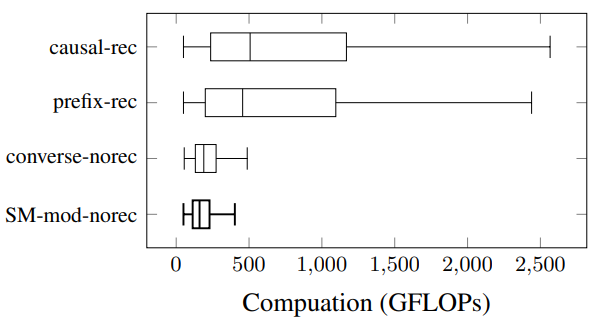 causal-rec
prefix-rec
converse-norec
SM-mod-norec
0 500 1,000 1,500 2,000 2,500
Compuation (GFLOPs)